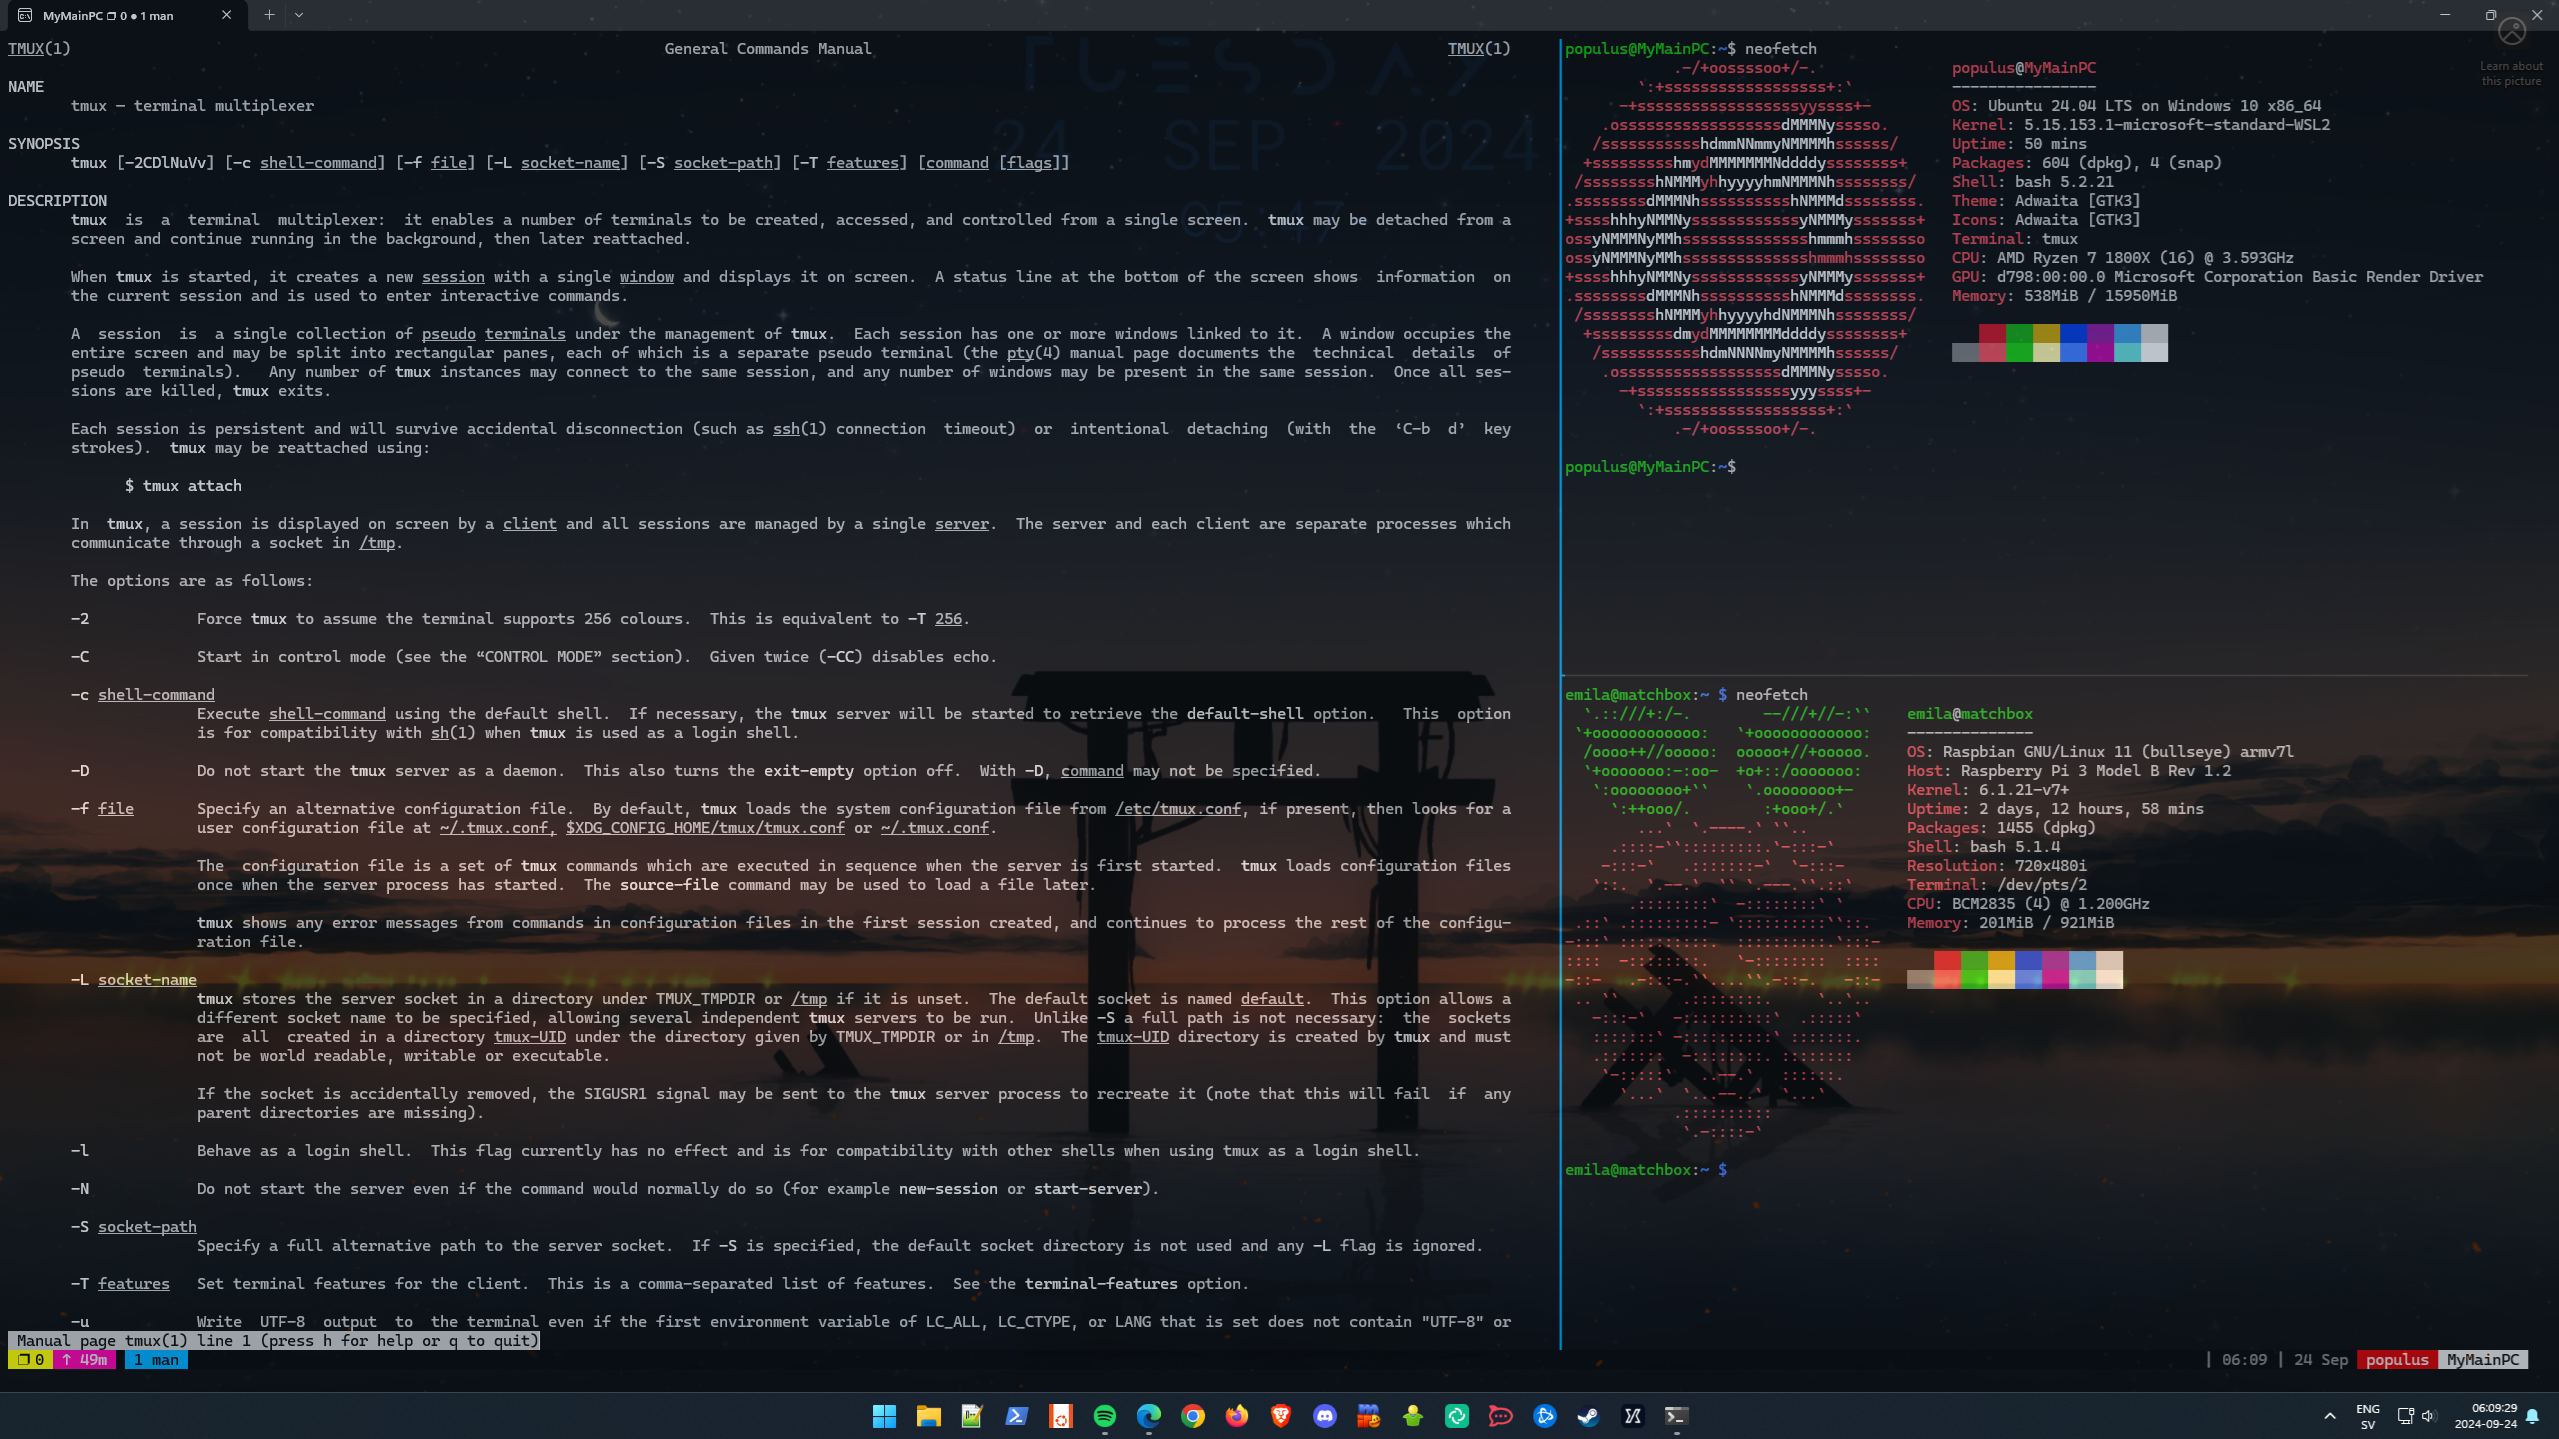 MyMainPC ❐ 0 ● 1 man
TMUX(1) General Commands Manual TMUX(1)
NAME
tmux — terminal multiplexer
SYNOPSIS
tmux [-2CDlNuVv] [-c shell-command] [-f file] [-L socket-name] [-S socket-path] [-T features] [command [flags]]
DESCRIPTION
tmux is a terminal multiplexer: it enables a number of terminals to be created, accessed, and controlled from a single screen. tmux may be detached from a
screen and continue running in the background, then later reattached.
When tmux is started, it creates a new session with a single window and displays it on screen. A status line at the bottom of the screen shows information on
the current session and is used to enter interactive commands.
A session is a single collection of pseudo terminals under the management of tmux. Each session has one or more windows linked to it. A window occupies the
entire screen and may be split into rectangular panes, each of which is a separate pseudo terminal (the pty(4) manual page documents the technical details of
pseudo terminals). Any number of tmux instances may connect to the same session, and any number of windows may be present in the same session. Once all ses-
sions are killed, tmux exits.
Each session is persistent and will survive accidental disconnection (such as ssh(1) connection timeout) or intentional detaching (with the ‘C-b d’ key
strokes). tmux may be reattached using:
$ tmux attach
In tmux, a session is displayed on screen by a client and all sessions are managed by a single server. The server and each client are separate processes which
communicate through a socket in /tmp.
The options are as follows:
-2 Force tmux to assume the terminal supports 256 colours. This is equivalent to -T 256.
-C Start in control mode (see the “CONTROL MODE” section). Given twice (-CC) disables echo.
-c shell-command
Execute shell-command using the default shell. If necessary, the tmux server will be started to retrieve the default-shell option. This option
is for compatibility with sh(1) when tmux is used as a login shell.
-D Do not start the tmux server as a daemon. This also turns the exit-empty option off. With -D, command may not be specified.
-f file Specify an alternative configuration file. By default, tmux loads the system configuration file from /etc/tmux.conf, if present, then looks for a
user configuration file at ~/.tmux.conf, $XDG_CONFIG_HOME/tmux/tmux.conf or ~/.tmux.conf.
The configuration file is a set of tmux commands which are executed in sequence when the server is first started. tmux loads configuration files
once when the server process has started. The source-file command may be used to load a file later.
tmux shows any error messages from commands in configuration files in the first session created, and continues to process the rest of the configu-
ration file.
-L socket-name
tmux stores the server socket in a directory under TMUX_TMPDIR or /tmp if it is unset. The default socket is named default. This option allows a
different socket name to be specified, allowing several independent tmux servers to be run. Unlike -S a full path is not necessary: the sockets
are all created in a directory tmux-UID under the directory given by TMUX_TMPDIR or in /tmp. The tmux-UID directory is created by tmux and must
not be world readable, writable or executable.
If the socket is accidentally removed, the SIGUSR1 signal may be sent to the tmux server process to recreate it (note that this will fail if any
parent directories are missing).
-l Behave as a login shell. This flag currently has no effect and is for compatibility with other shells when using tmux as a login shell.
-N Do not start the server even if the command would normally do so (for example new-session or start-server).
-S socket-path
Specify a full alternative path to the server socket. If -S is specified, the default socket directory is not used and any -L flag is ignored.
-T features Set terminal features for the client. This is a comma-separated list of features. See the terminal-features option.
-u Write UTF-8 output to the terminal even if the first environment variable of LC_ALL, LC_CTYPE, or LANG that is set does not contain "UTF-8" or
Manual page tmux(1) line 1 (press h for help or q to quit)
❐ 0 ↑ 49m 1 man
populus@MyMainPC:~$ neofetch
populus@MyMainPC
----------------
OS: Ubuntu 24.04 LTS on Windows 10 x86_64
Kernel: 5.15.153.1-microsoft-standard-WSL2
Uptime: 50 mins
Packages: 604 (dpkg), 4 (snap)
Shell: bash 5.2.21
Theme: Adwaita [GTK3]
Icons: Adwaita [GTK3]
Terminal: tmux
CPU: AMD Ryzen 7 1800X (16) @ 3.593GHz
GPU: d798:00:00.0 Microsoft Corporation Basic Render Driver
Memory: 538MiB / 15950MiB
populus@MyMainPC:~$
emila@matchbox:~ $ neofetch
emila@matchbox
--------------
OS: Raspbian GNU/Linux 11 (bullseye) armv7l
Host: Raspberry Pi 3 Model B Rev 1.2
Kernel: 6.1.21-v7+
Uptime: 2 days, 12 hours, 58 mins
Packages: 1455 (dpkg)
Shell: bash 5.1.4
Resolution: 720x480i
Terminal: /dev/pts/2
CPU: BCM2835 (4) @ 1.200GHz
Memory: 201MiB / 921MiB
emila@matchbox:~ $
| 06:09 | 24 Sep populus MyMainPC
Learn about
this picture
TUESDAY
24 SEP 2024
05:47
ENG
SV
06:09:29
2024-09-24